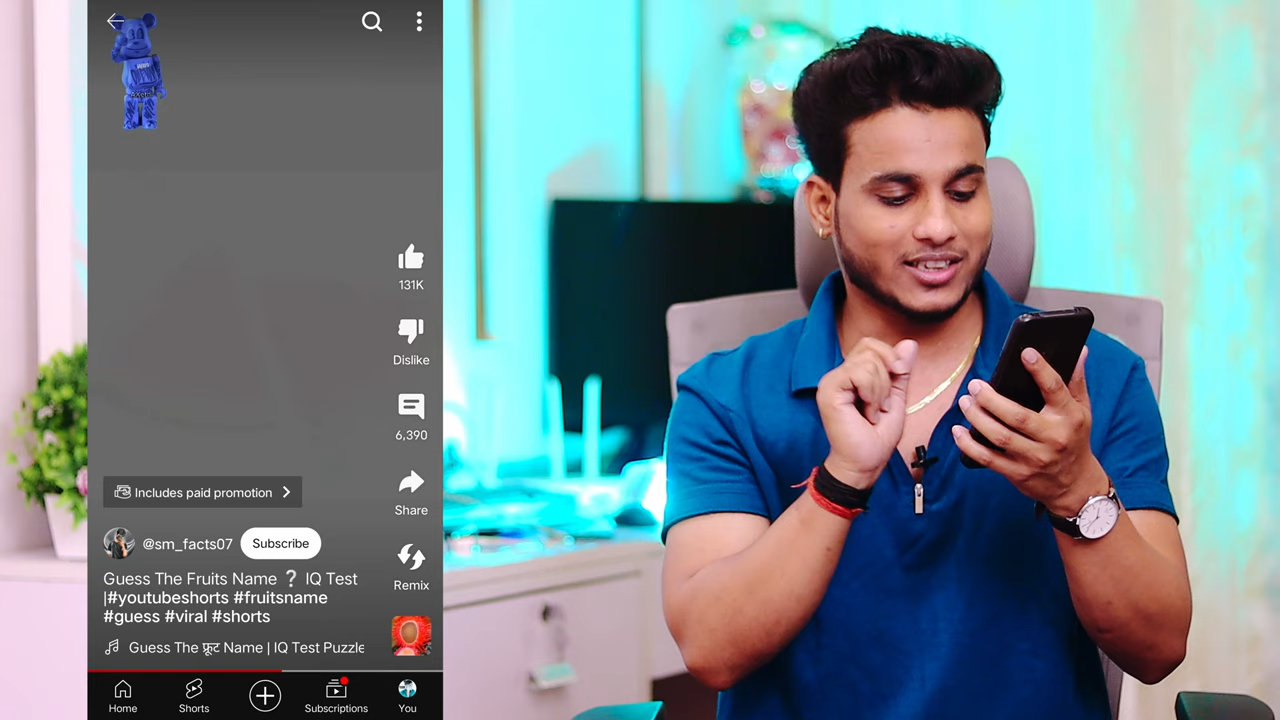 131K
Dislike
6,390
Share
Remix
Includes paid promotion
@sm_facts07 Subscribe
Guess The Fruits Name ❓ IQ Test
|#youtubeshorts #fruitsname
#guess #viral #shorts
Guess The फ्रूट Name | IQ Test Puzzle
Home Shorts Subscriptions You